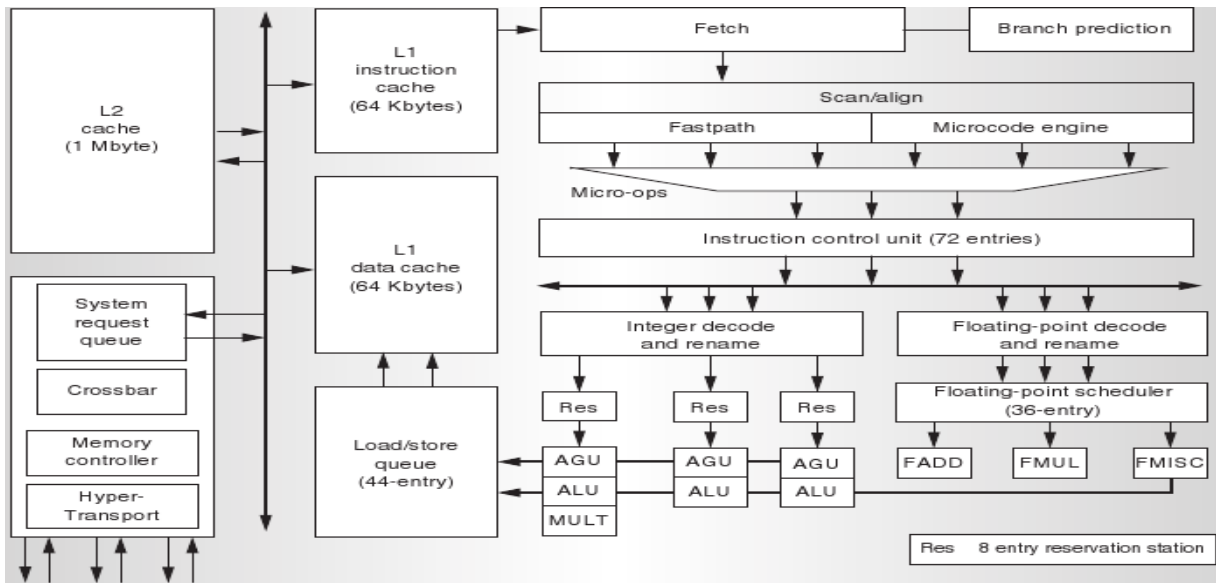 L2
cache
(1 Mbyte)
System
request
queue
Crossbar
Memory
controller
Hyper-
Transport
L1
instruction
cache
(64 Kbytes)
L1
data cache
(64 Kbytes)
Load/store
queue
(44-entry)
Fetch
Branch prediction
Scan/align
Fastpath
Microcode engine
Micro-ops
Instruction control unit (72 entries)
Integer decode
and rename
Floating-point decode
and rename
Res
Res
Res
Floating-point scheduler
(36-entry)
AGU
AGU
AGU
FADD
FMUL
FMISC
ALU
ALU
ALU
MULT
Res 8 entry reservation station